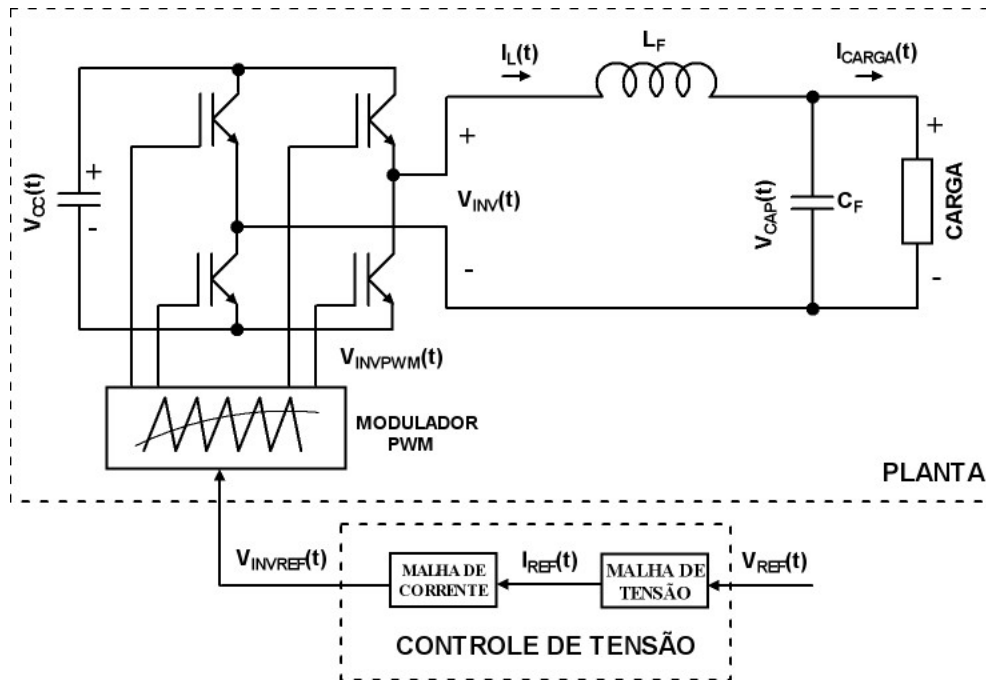 I_L(t)
L_F
I_CARGA(t)
+
+
+
V_CC(t)
-
V_INV(t)
V_CAP(t)
C_F
CARGA
-
-
V_INVPWM(t)
MODULADOR
PWM
PLANTA
V_INVREF(t)
MALHA DE
CORRENTE
I_REF(t)
MALHA DE
TENSÃO
V_REF(t)
CONTROLE DE TENSÃO